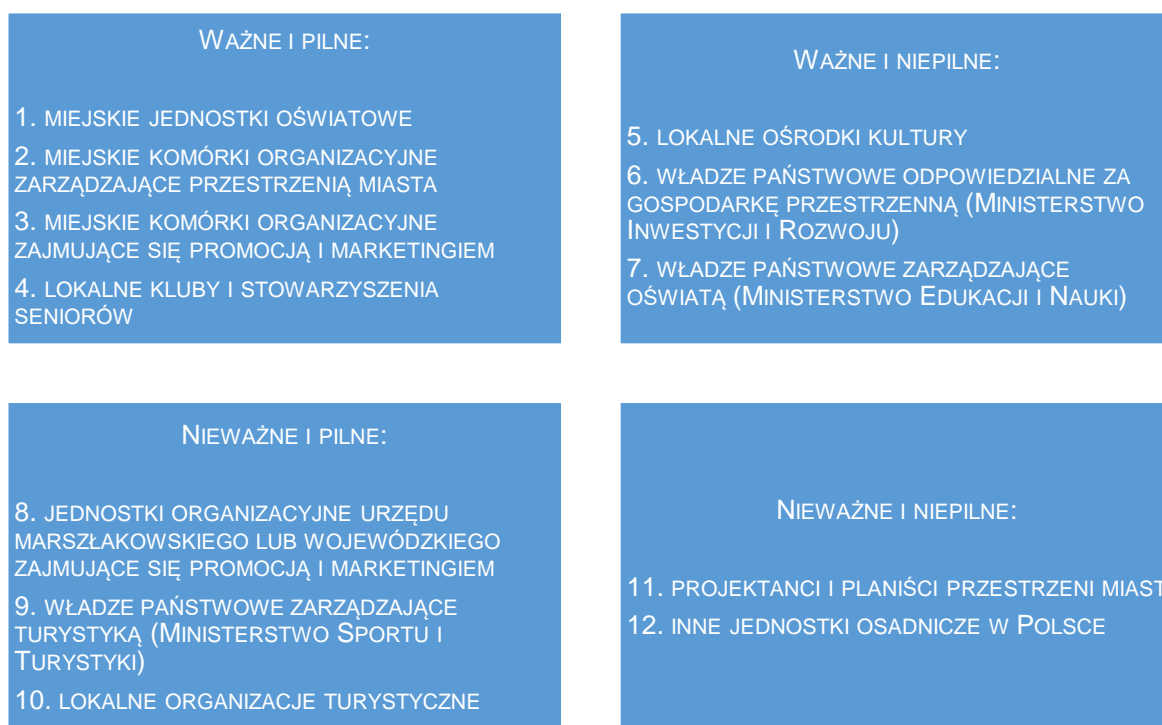 Ważne i pilne:
1. miejskie jednostki oświatowe
2. miejskie komórki organizacyjne
zarządzające przestrzenią miasta
3. miejskie komórki organizacyjne
zajmujące się promocją i marketingiem
4. lokalne kluby i stowarzyszenia
seniorów
Ważne i niepilne:
5. lokalne ośrodki kultury
6. władze państwowe odpowiedzialne za
gospodarkę przestrzenną (Ministerstwo
Inwestycji i Rozwoju)
7. władze państwowe zarządzające
oświatą (Ministerstwo Edukacji i Nauki)
Nieważne i pilne:
8. jednostki organizacyjne urzędu
marszłakowskiego lub wojewódzkiego
zajmujące się promocją i marketingiem
9. władze państwowe zarządzające
turystyką (Ministerstwo Sportu i
Turystyki)
10. lokalne organizacje turystyczne
Nieważne i niepilne:
11. projektanci i planiści przestrzeni miast
12. inne jednostki osadnicze w Polsce